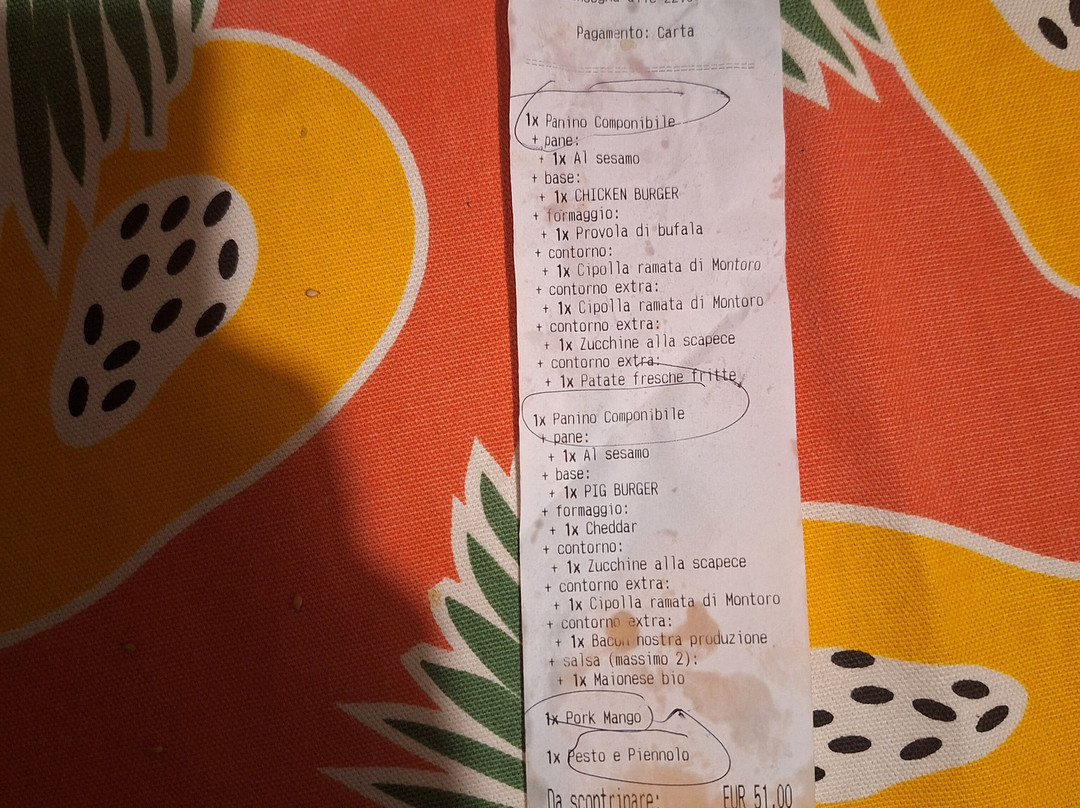 Pagamento: Carta
1x Panino Componibile
+ pane:
+ 1x Al sesamo
+ base:
+ 1x CHICKEN BURGER
+ formaggio:
+ 1x Provola di bufala
+ contorno:
+ 1x Cipolla ramata di Montoro
+ contorno extra:
+ 1x Cipolla ramata di Montoro
+ contorno extra:
+ 1x Zucchine alla scapece
+ contorno extra:
+ 1x Patate fresche fritte
1x Panino Componibile
+ pane:
+ 1x Al sesamo
+ base:
+ 1x PIG BURGER
+ formaggio:
+ 1x Cheddar
+ contorno:
+ 1x Zucchine alla scapece
+ contorno extra:
+ 1x Cipolla ramata di Montoro
+ contorno extra:
+ 1x Bacon nostra produzione
+ salsa (massimo 2):
+ 1x Maionese bio
1x Pork Mango
1x Pesto e Piennolo
Da scontrinare: EUR 51,00